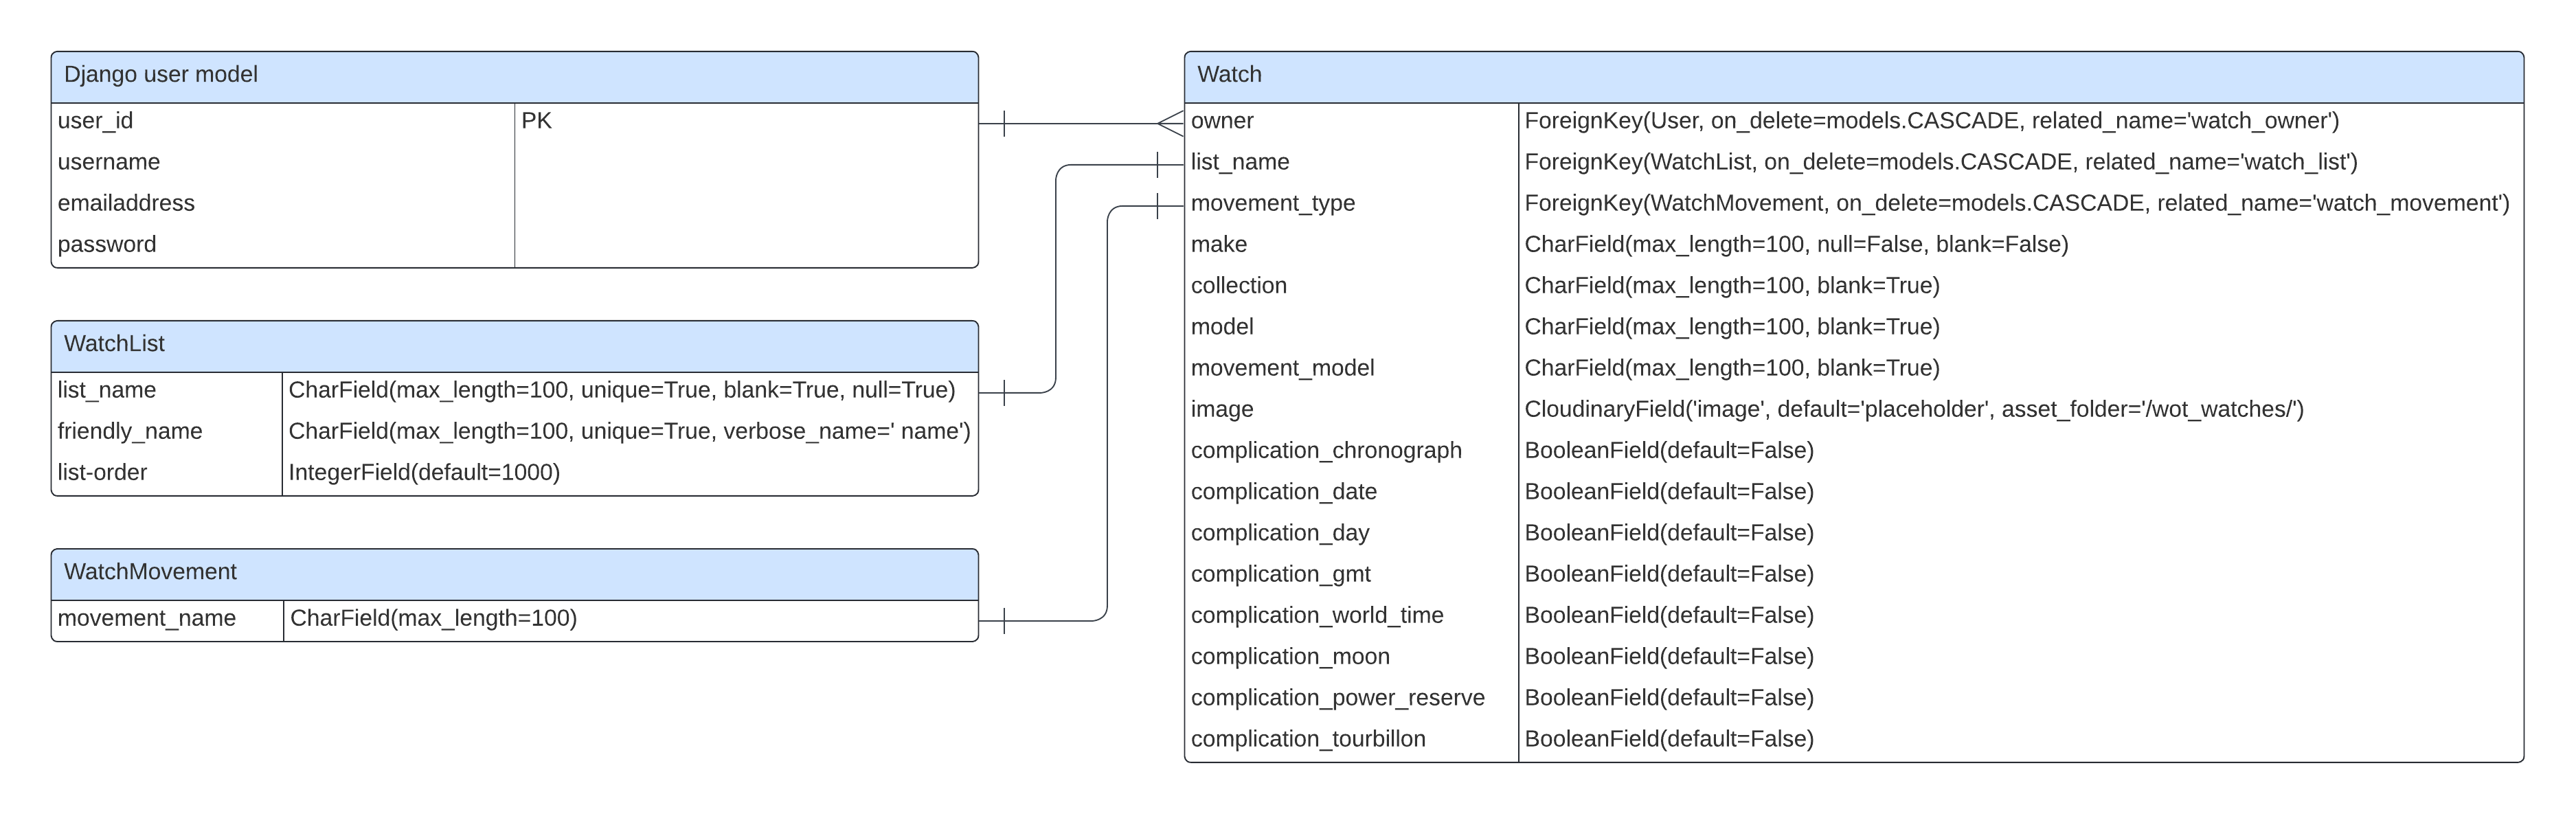 Django user model
user_id PK
username
emailaddress
password
WatchList
list_name CharField(max_length=100, unique=True, blank=True, null=True)
friendly_name CharField(max_length=100, unique=True, verbose_name=' name')
list-order IntegerField(default=1000)
WatchMovement
movement_name CharField(max_length=100)
Watch
owner ForeignKey(User, on_delete=models.CASCADE, related_name='watch_owner')
list_name ForeignKey(WatchList, on_delete=models.CASCADE, related_name='watch_list')
movement_type ForeignKey(WatchMovement, on_delete=models.CASCADE, related_name='watch_movement')
make CharField(max_length=100, null=False, blank=False)
collection CharField(max_length=100, blank=True)
model CharField(max_length=100, blank=True)
movement_model CharField(max_length=100, blank=True)
image CloudinaryField('image', default='placeholder', asset_folder='/wot_watches/')
complication_chronograph BooleanField(default=False)
complication_date BooleanField(default=False)
complication_day BooleanField(default=False)
complication_gmt BooleanField(default=False)
complication_world_time BooleanField(default=False)
complication_moon BooleanField(default=False)
complication_power_reserve BooleanField(default=False)
complication_tourbillon BooleanField(default=False)